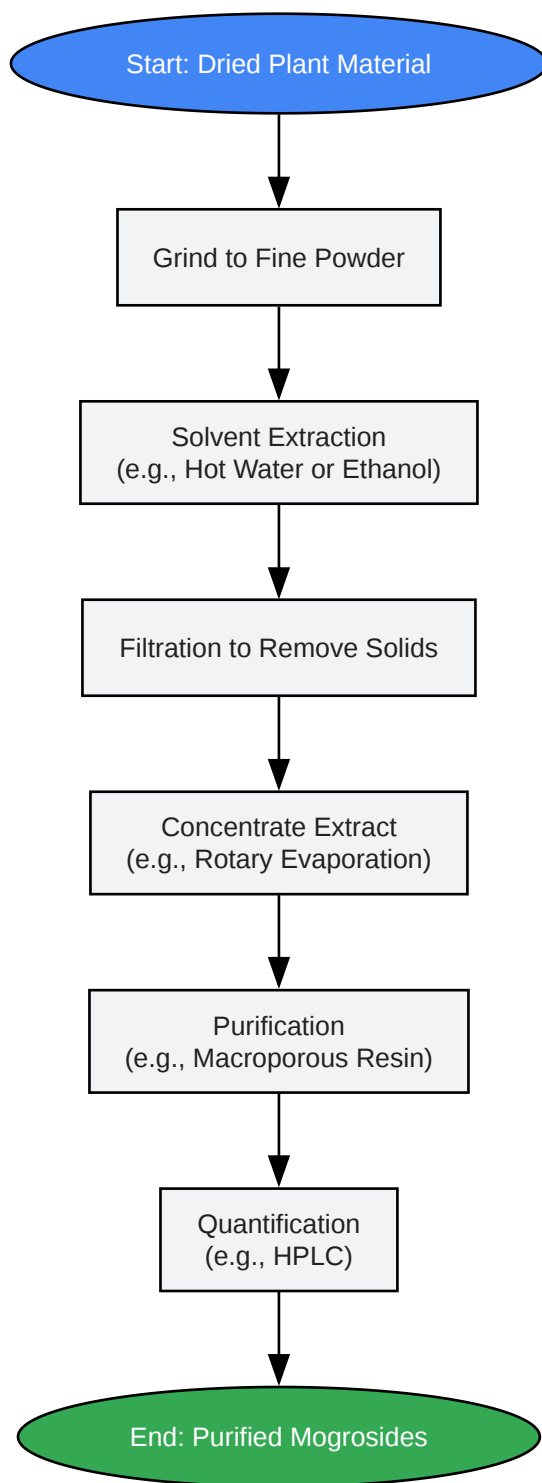 Start: Dried Plant Material
Grind to Fine Powder
Solvent Extraction
(e.g., Hot Water or Ethanol)
Filtration to Remove Solids
Concentrate Extract
(e.g., Rotary Evaporation)
Purification
(e.g., Macroporous Resin)
Quantification
(e.g., HPLC)
End: Purified Mogrosides